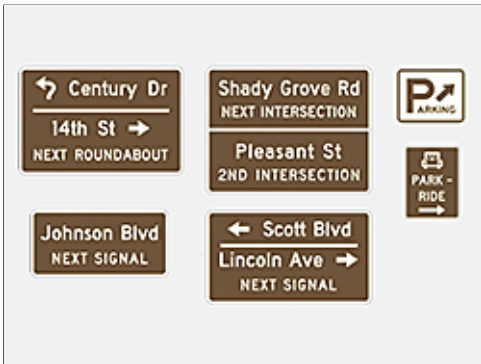 Century Dr
14th St
NEXT ROUNDABOUT
Shady Grove Rd
NEXT INTERSECTION
Pleasant St
2ND INTERSECTION
PARKING
PARK-
RIDE
Johnson Blvd
NEXT SIGNAL
Scott Blvd
Lincoln Ave
NEXT SIGNAL